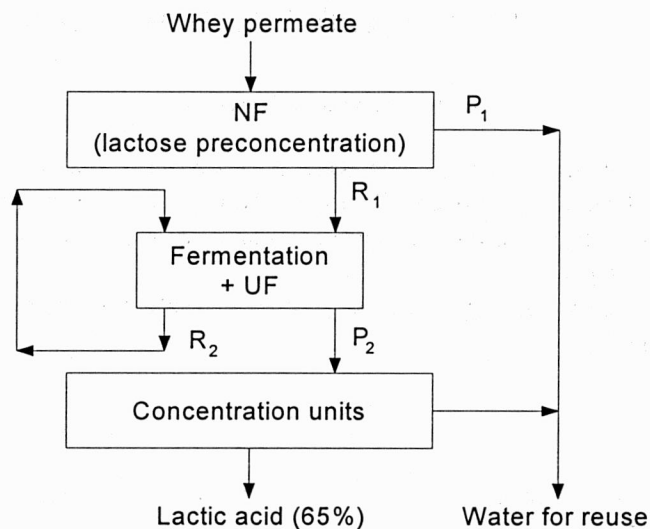 Whey permeate
NF
(lactose preconcentration)
P1
R1
Fermentation
+ UF
R2
P2
Concentration units
Lactic acid (65%)
Water for reuse